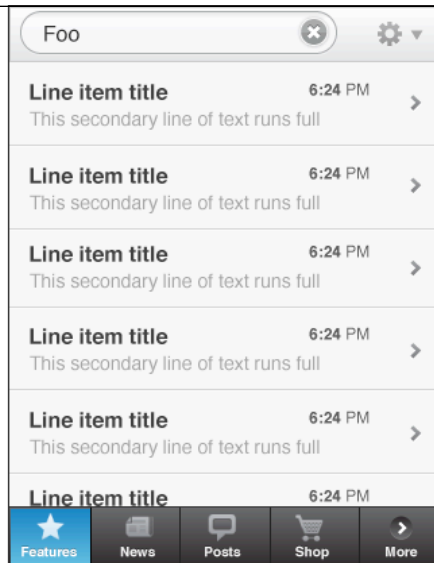 Foo
Line item title 6:24 PM
This secondary line of text runs full
Line item title 6:24 PM
This secondary line of text runs full
Line item title 6:24 PM
This secondary line of text runs full
Line item title 6:24 PM
This secondary line of text runs full
Line item title 6:24 PM
This secondary line of text runs full
Line item title 6:24 PM
Features News Posts Shop More